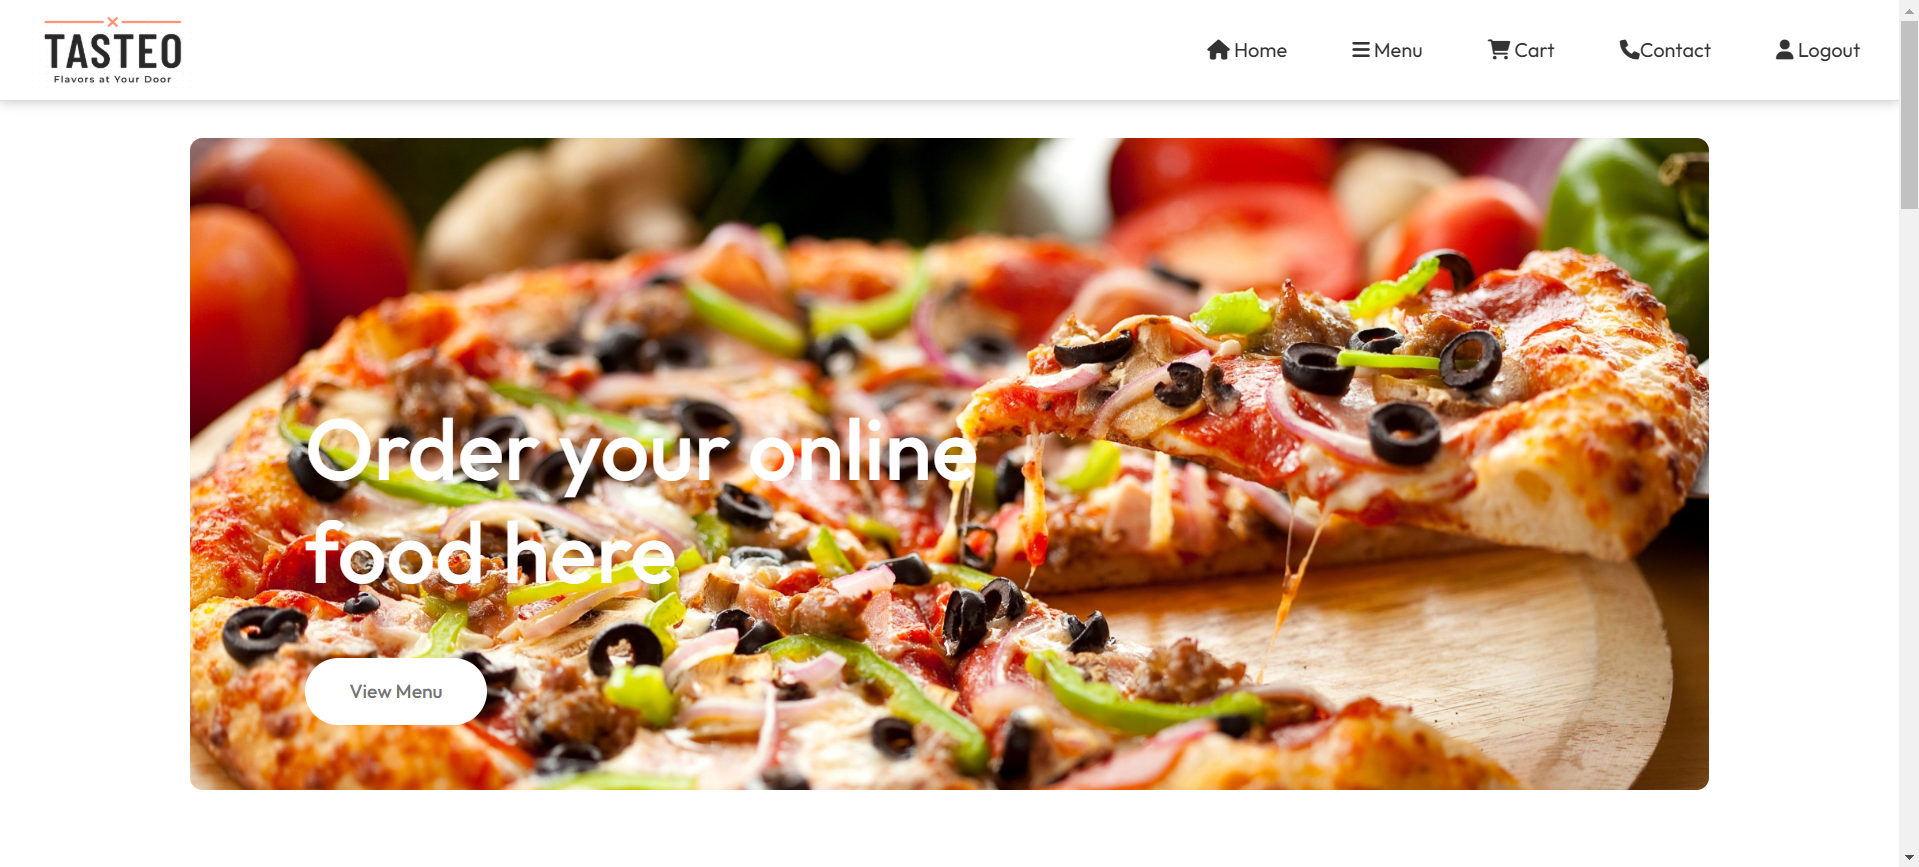 TASTEO
Flavors at Your Door
Home
Menu
Cart
Contact
Logout
Order your online
food here
View Menu